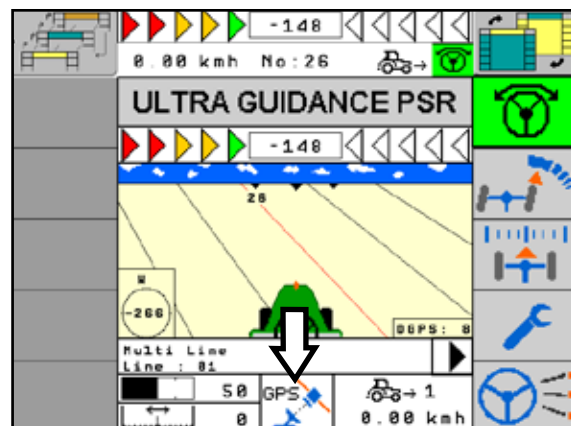 -148
0.00 kmh No:26
ULTRA GUIDANCE PSR
-148
26
-266
DGPS: 8
Multi Line
Line : 01
50 GPS 1
0 0.00 kmh